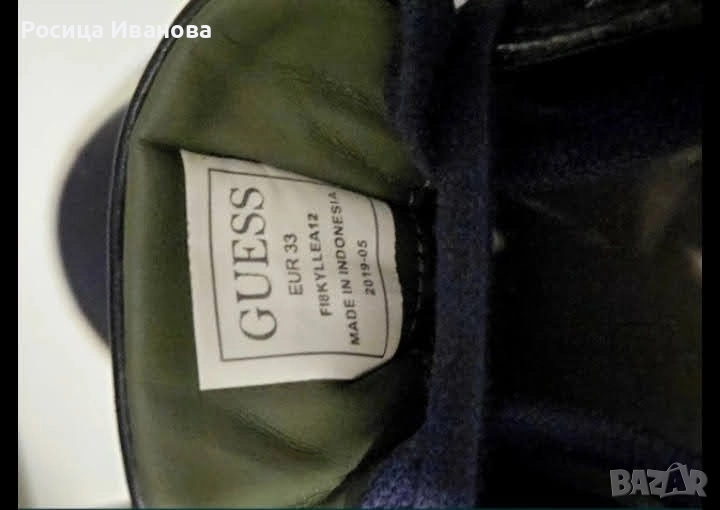 Росица Иванова
GUESS
EUR 33
FI8KYLLEA12
MADE IN INDONESIA
2019-05
BAZAR